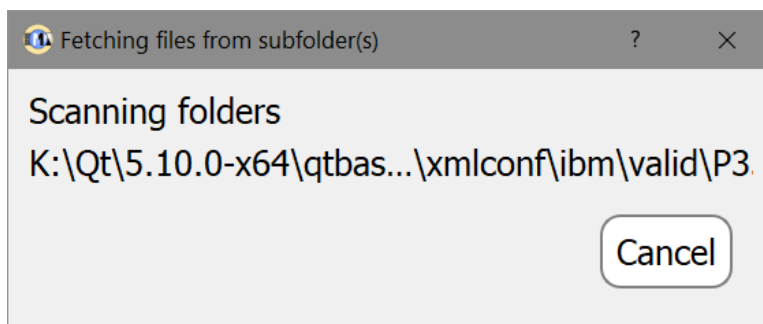 Fetching files from subfolder(s)
?
Scanning folders
K:\Qt\5.10.0-x64\qtbas...\xmlconf\ibm\valid\P3
Cancel